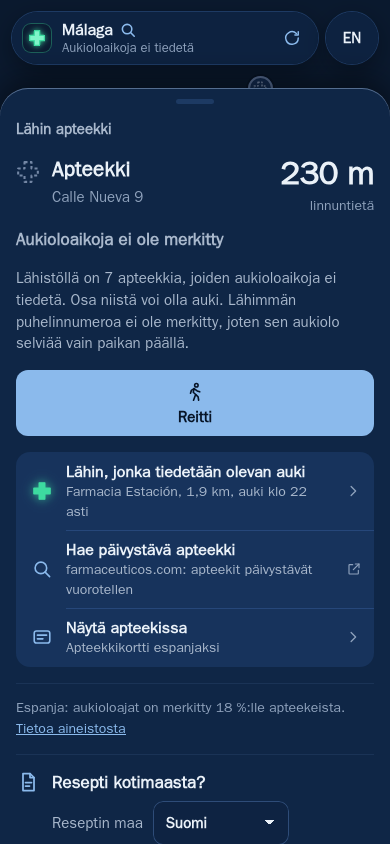 Málaga
Aukioloaikoja ei tiedetä
EN
Lähin apteekki
Apteekki
230 m
Calle Nueva 9
linnuntietä
Aukioloaikoja ei ole merkitty
Lähistöllä on 7 apteekkia, joiden aukioloaikoja ei
tiedetä. Osa niistä voi olla auki. Lähimmän
puhelinnumeroa ei ole merkitty, joten sen aukiolo
selviää vain paikan päällä.
Reitti
Lähin, jonka tiedetään olevan auki
Farmacia Estación, 1,9 km, auki klo 22
asti
Hae päivystävä apteekki
farmaceuticos.com: apteekit päivystävät
vuorotellen
Näytä apteekissa
Apteekkikortti espanjaksi
Espanja: aukioloajat on merkitty 18 %:lle apteekeista.
Tietoa aineistosta
Resepti kotimaasta?
Reseptin maa
Suomi